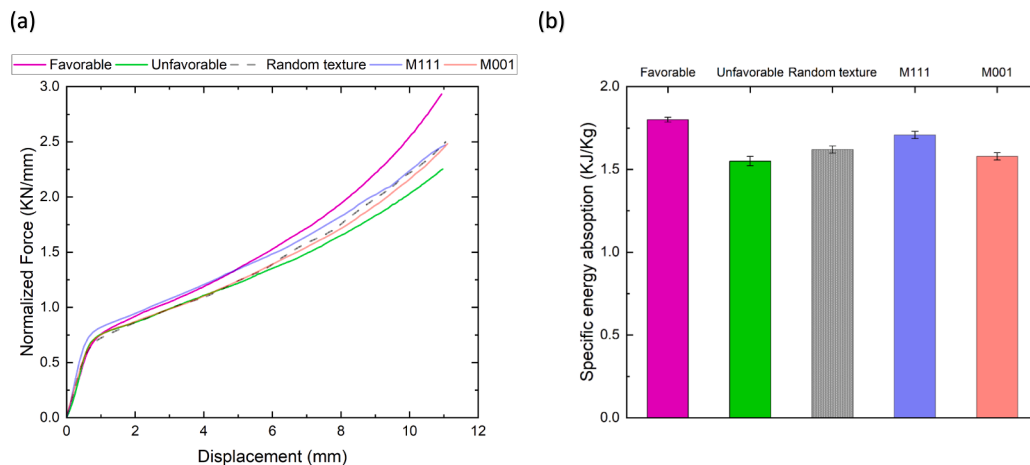 (a)
(b)
Favorable Unfavorable Random texture M111 M001
3.0
2.5
2.0
1.5
1.0
0.5
0.0
Normalized Force (KN/mm)
0 2 4 6 8 10 12
Displacement (mm)
Favorable Unfavorable Random texture M111 M001
2.0
1.5
1.0
0.5
0.0
Specific energy absoption (KJ/Kg)